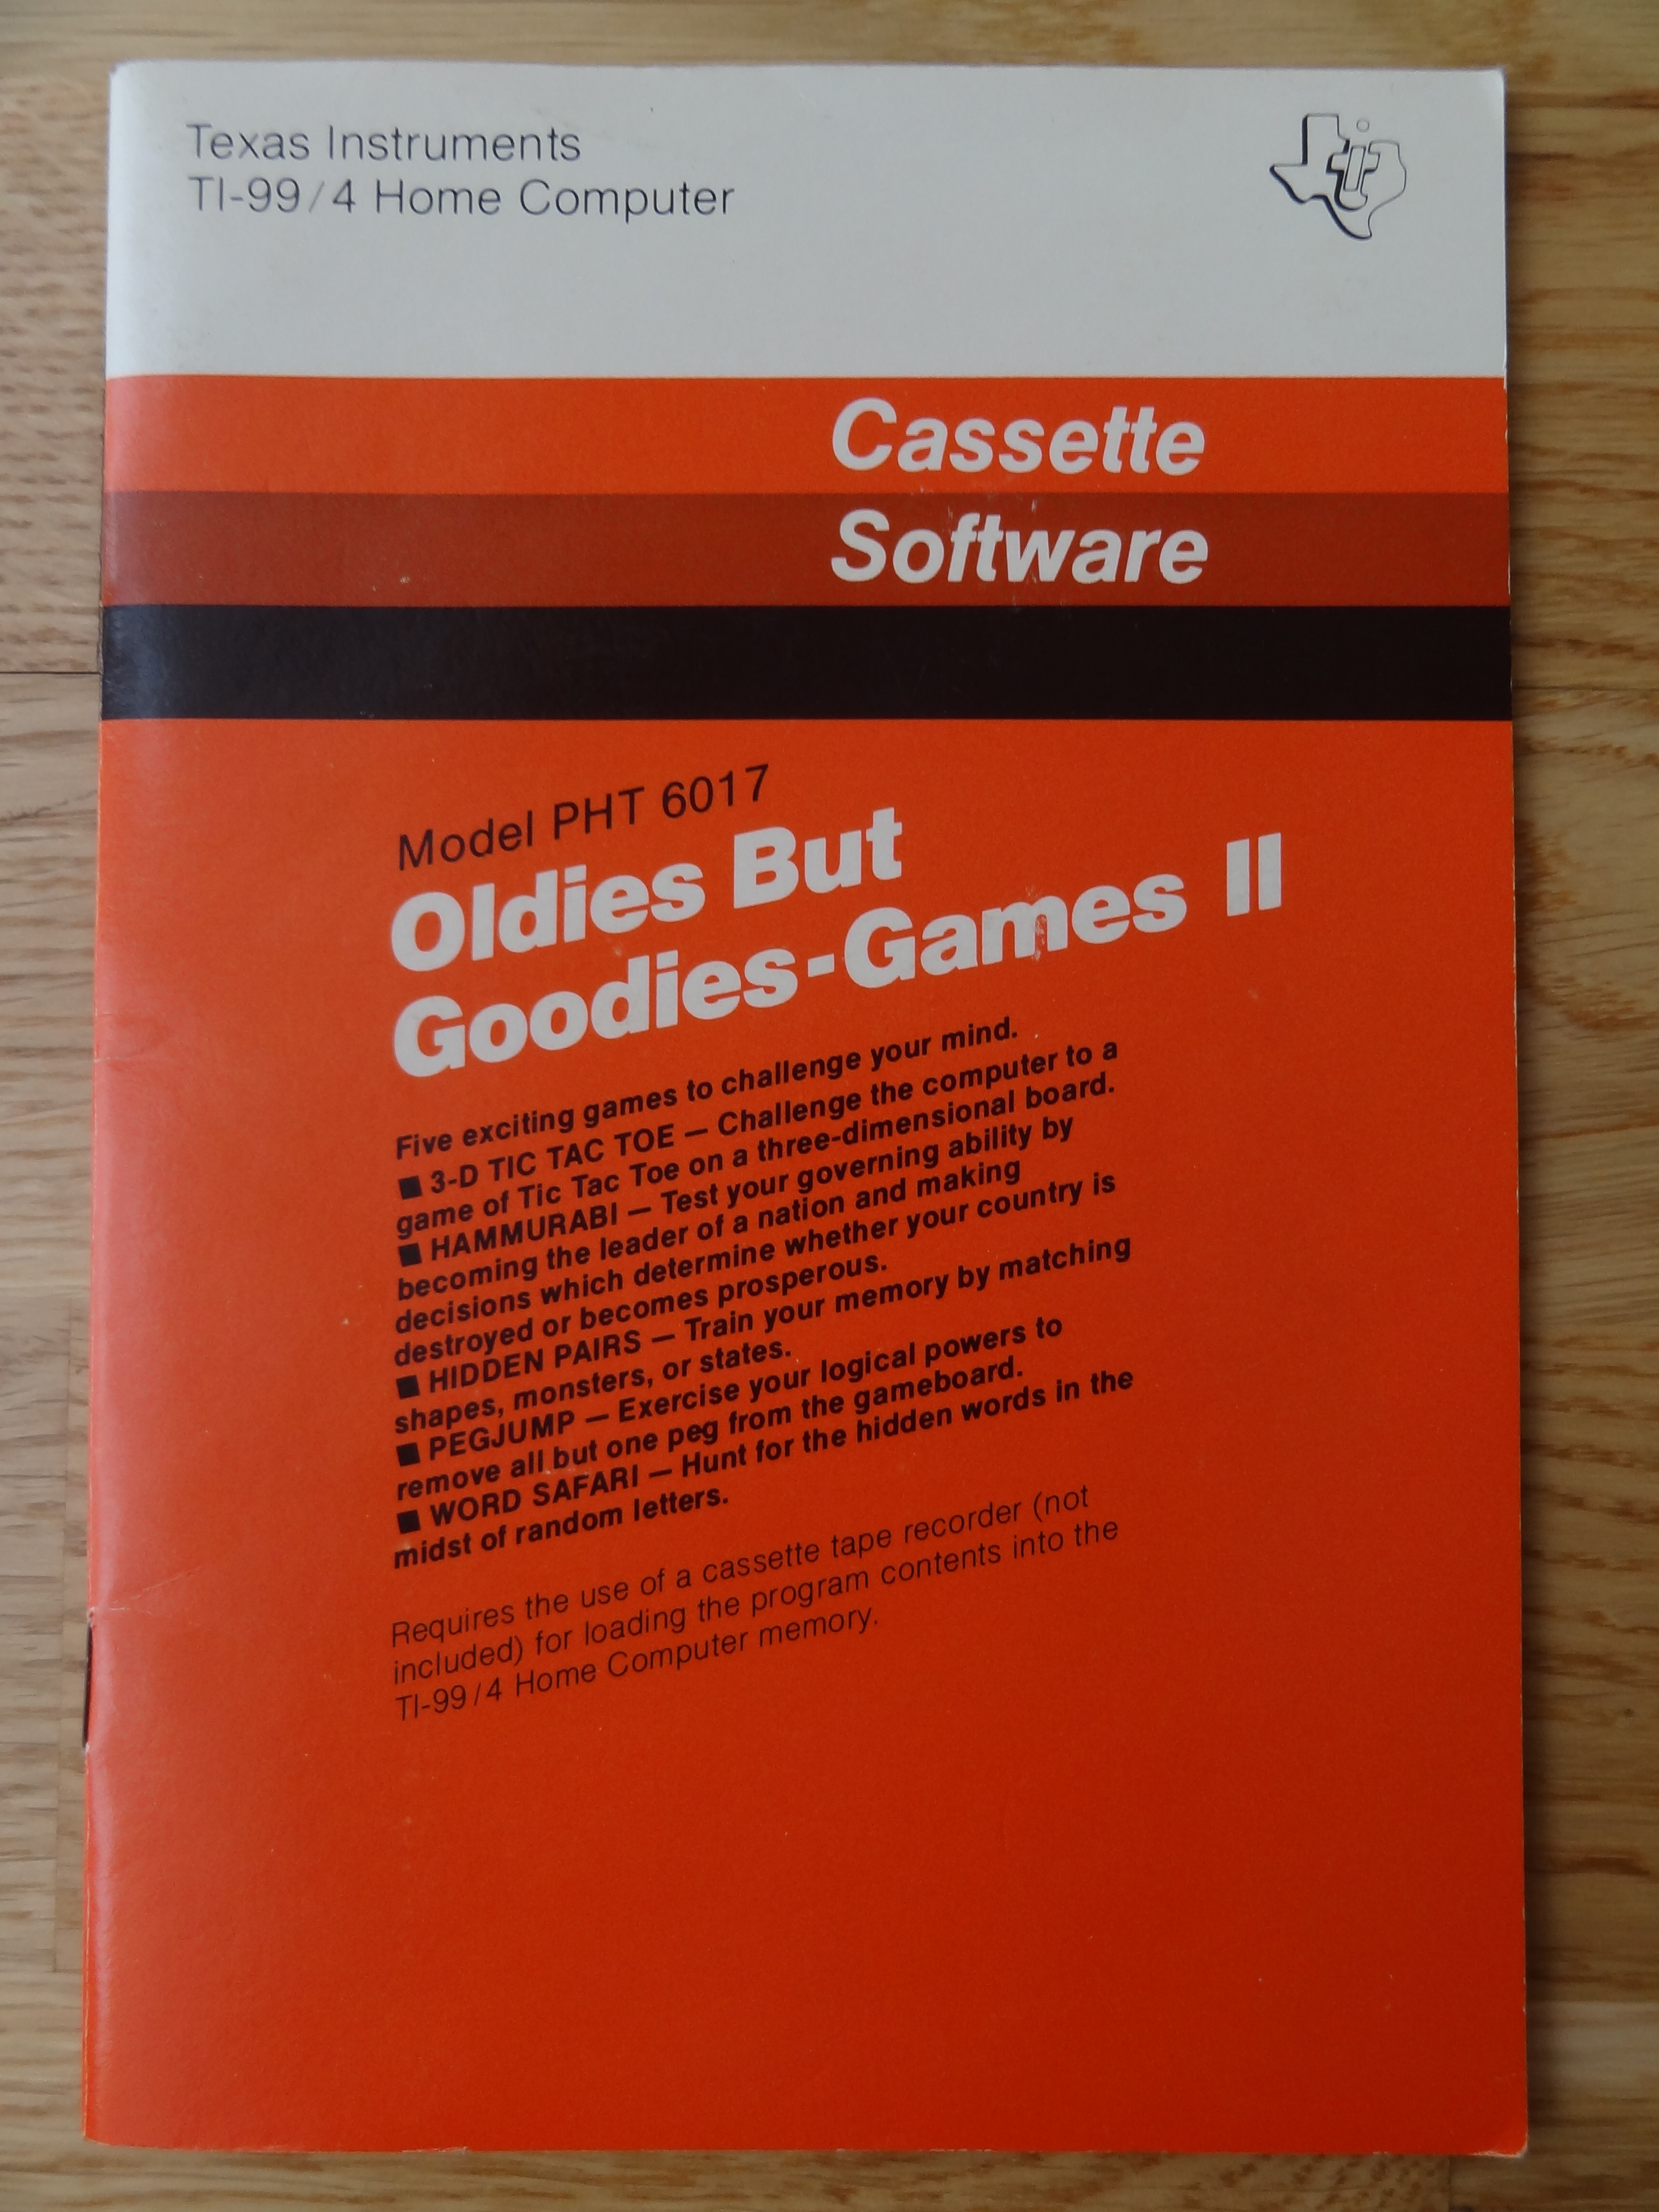 Texas Instruments
TI-99/4 Home Computer
Cassette
Software
Model PHT 6017
Oldies But
Goodies-Games II
Five exciting games to challenge your mind.
■ 3-D TIC TAC TOE — Challenge the computer to a
game of Tic Tac Toe on a three-dimensional board.
■ HAMMURABI — Test your governing ability by
becoming the leader of a nation and making
decisions which determine whether your country is
destroyed or becomes prosperous.
■ HIDDEN PAIRS — Train your memory by matching
shapes, monsters, or states.
■ PEGJUMP — Exercise your logical powers to
remove all but one peg from the gameboard.
■ WORD SAFARI — Hunt for the hidden words in the
midst of random letters.
Requires the use of a cassette tape recorder (not
included) for loading the program contents into the
TI-99/4 Home Computer memory.